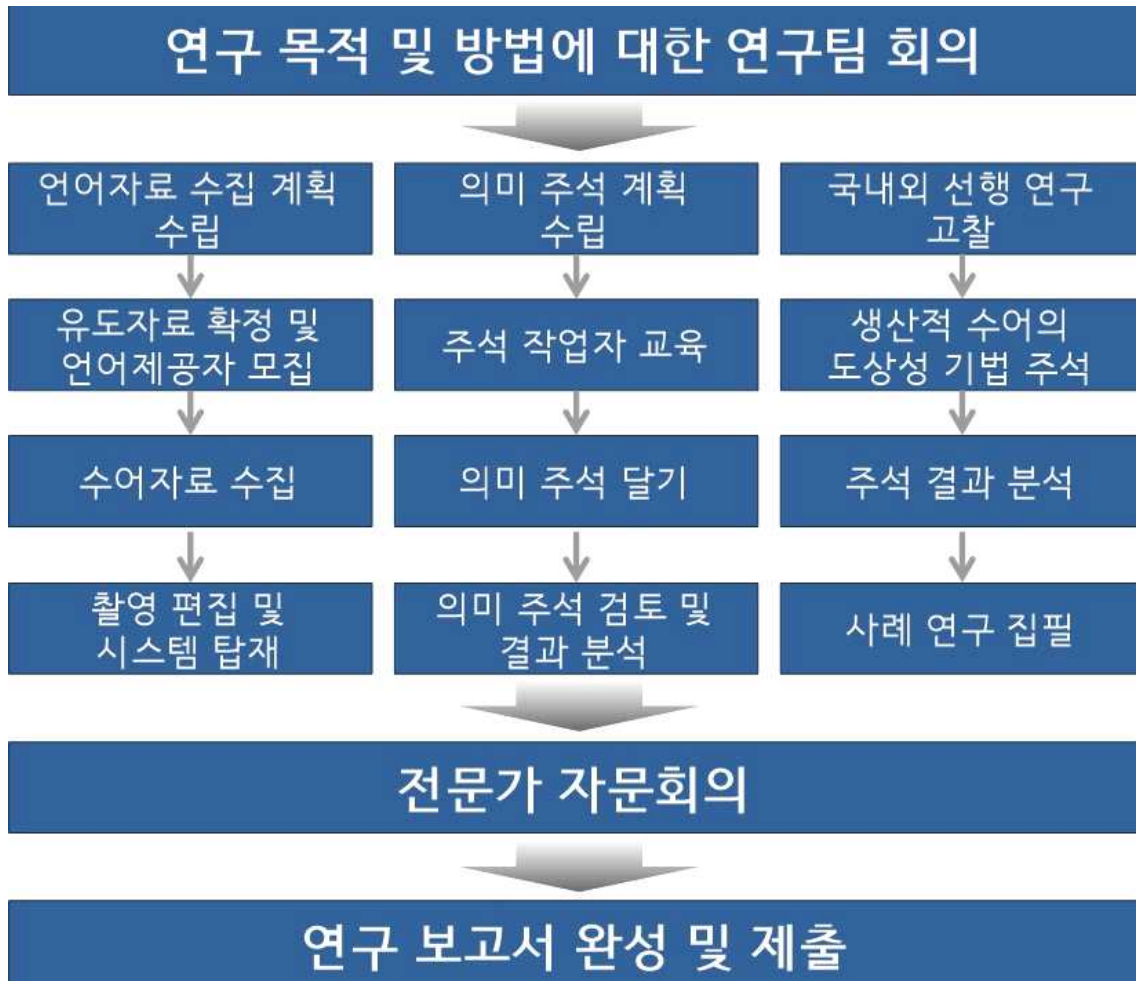 연구 목적 및 방법에 대한 연구팀 회의
언어자료 수집 계획
수립
의미 주석 계획
수립
국내외 선행 연구
고찰
유도자료 확정 및
언어제공자 모집
주석 작업자 교육
생산적 수어의
도상성 기법 주석
수어자료 수집
의미 주석 달기
주석 결과 분석
촬영 편집 및
시스템 탑재
의미 주석 검토 및
결과 분석
사례 연구 집필
전문가 자문회의
연구 보고서 완성 및 제출